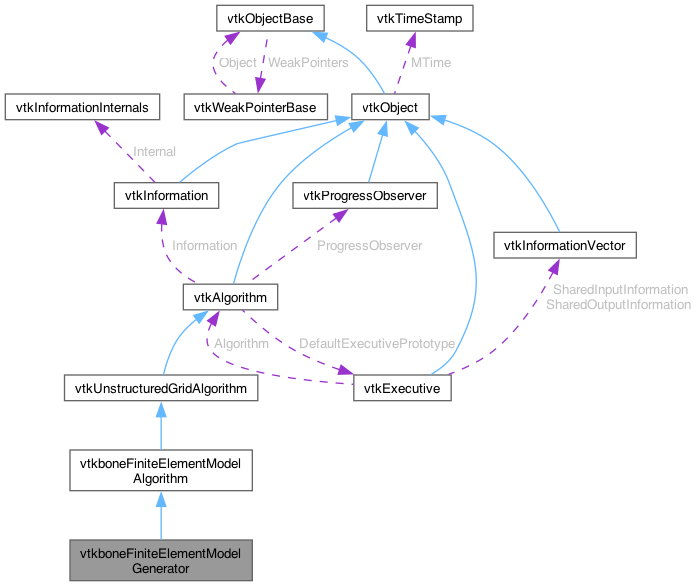 vtkObjectBase
vtkTimeStamp
Object
WeakPointers
MTime
vtkInformationInternals
vtkWeakPointerBase
vtkObject
Internal
vtkInformation
vtkProgressObserver
Information
ProgressObserver
vtkInformationVector
SharedInputInformation
SharedOutputInformation
vtkAlgorithm
Algorithm
DefaultExecutivePrototype
vtkUnstructuredGridAlgorithm
vtkExecutive
vtkboneFiniteElementModel
Algorithm
vtkboneFiniteElementModel
Generator